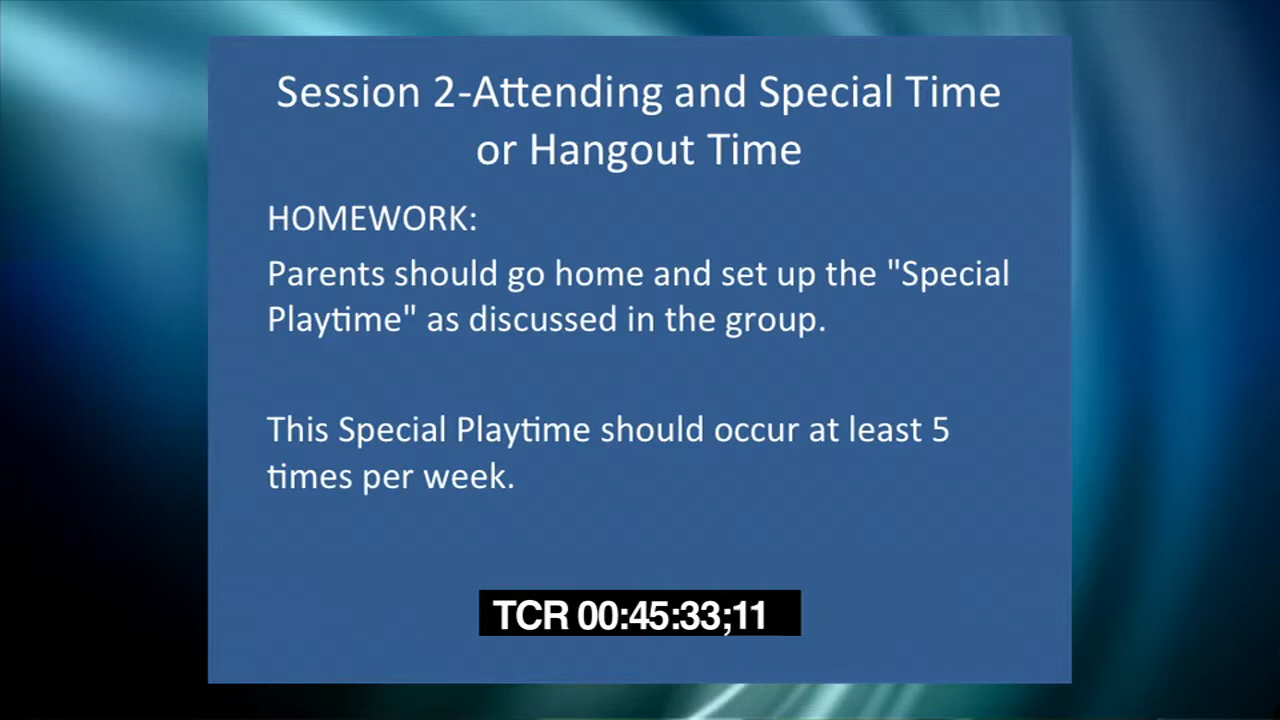 Session 2-Attending and Special Time
or Hangout Time
HOMEWORK:
Parents should go home and set up the "Special
Playtime" as discussed in the group.
This Special Playtime should occur at least 5
times per week.
TCR 00:45:33;11